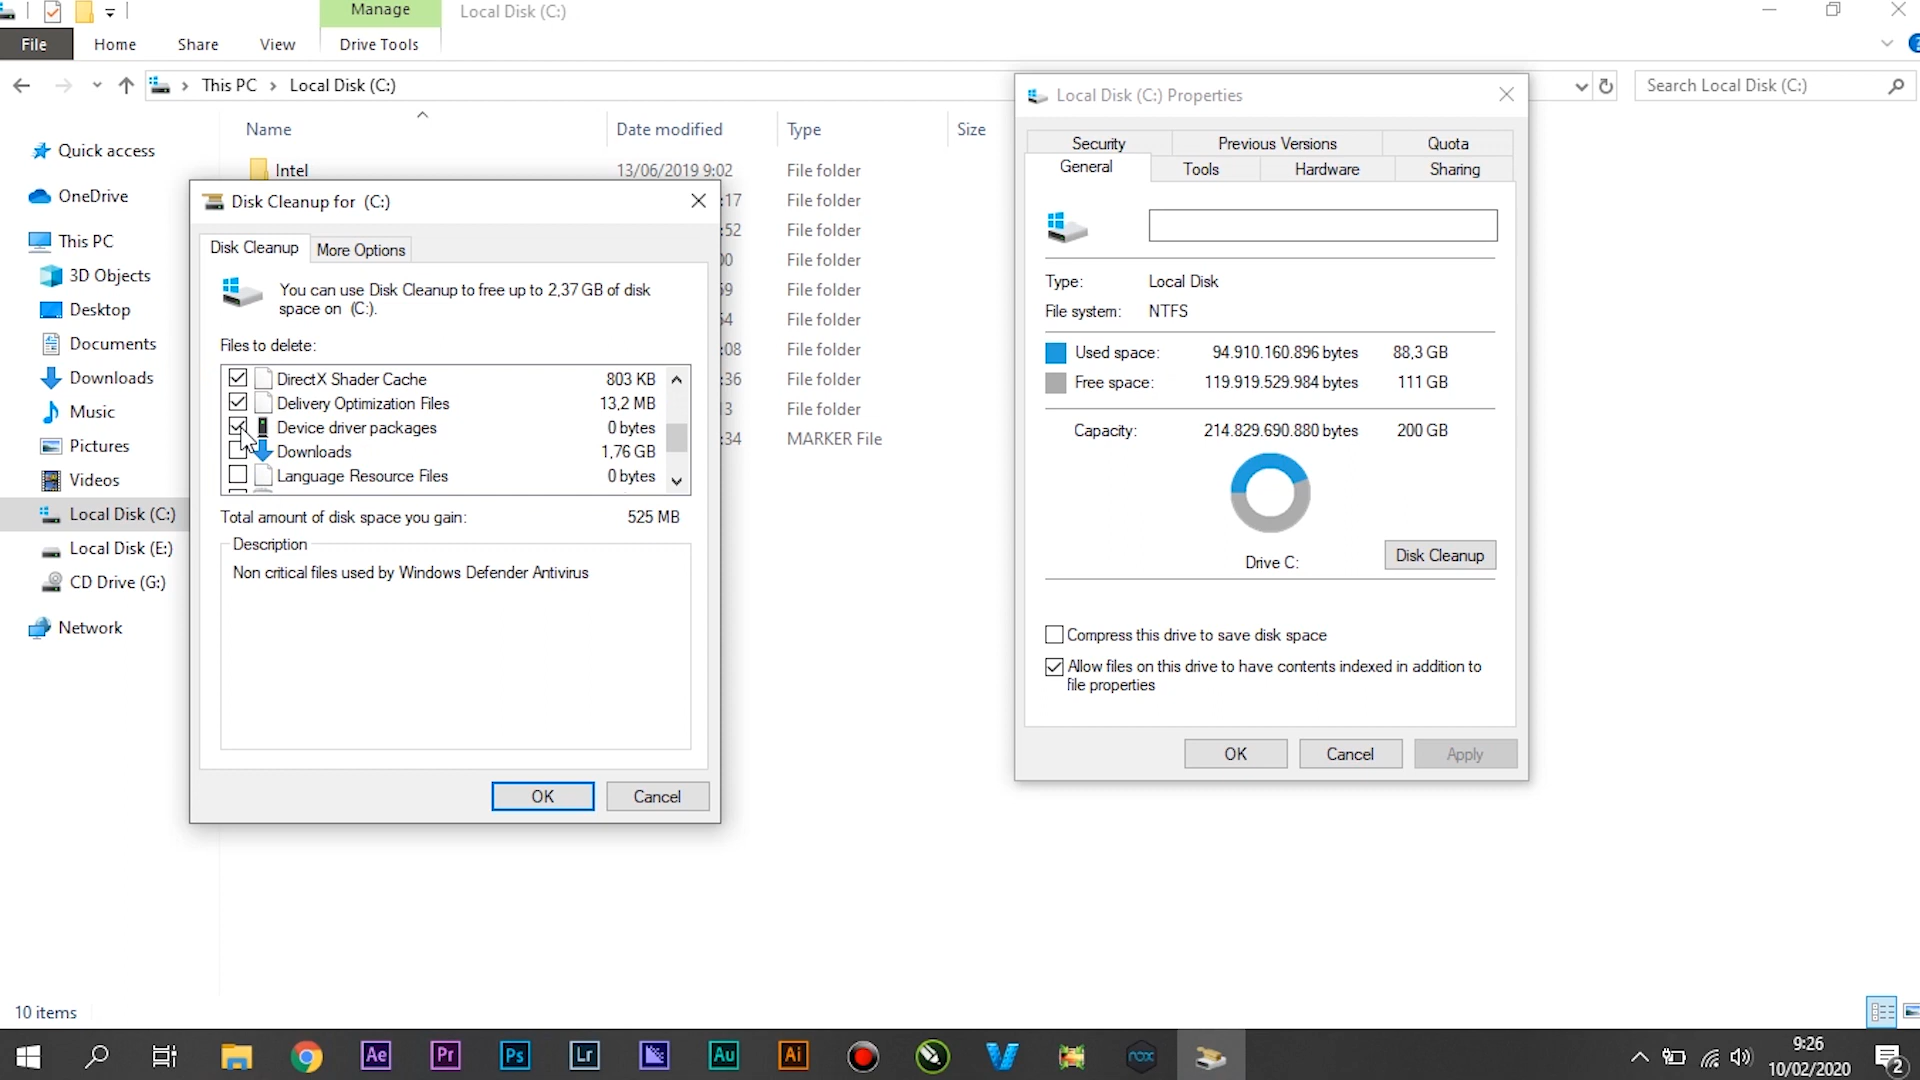 Manage
Local Disk (C:)
File
Home
Share
View
Drive Tools
This PC
Local Disk (C:)
Search Local Disk (C:)
Name
Date modified
Type
Size
Quick access
OneDrive
This PC
3D Objects
Desktop
Documents
Downloads
Music
Pictures
Videos
Local Disk (C:)
Local Disk (E:)
CD Drive (G:)
Network
Intel
13/06/2019 9:02
File folder
:17
File folder
:52
File folder
File folder
File folder
File folder
:08
File folder
:36
File folder
File folder
:34
MARKER File
Disk Cleanup for (C:)
Disk Cleanup
More Options
You can use Disk Cleanup to free up to 2,37 GB of disk
space on (C:).
Files to delete:
DirectX Shader Cache
803 KB
Delivery Optimization Files
13,2 MB
Device driver packages
0 bytes
Downloads
1,76 GB
Language Resource Files
0 bytes
Total amount of disk space you gain:
525 MB
Description
Non critical files used by Windows Defender Antivirus
OK
Cancel
Local Disk (C:) Properties
Security
Previous Versions
Quota
General
Tools
Hardware
Sharing
Type:
Local Disk
File system:
NTFS
Used space:
94.910.160.896 bytes
88,3 GB
Free space:
119.919.529.984 bytes
111 GB
Capacity:
214.829.690.880 bytes
200 GB
Drive C:
Disk Cleanup
Compress this drive to save disk space
Allow files on this drive to have contents indexed in addition to
file properties
OK
Cancel
Apply
10 items
Ae
Pr
Ps
Lr
Au
Ai
nox
9:26
10/02/2020
2